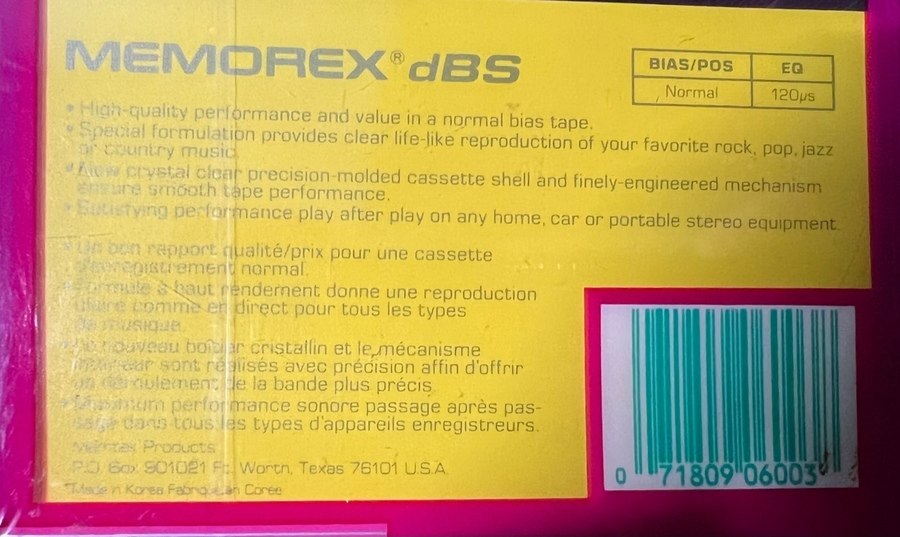 MEMOREX® dBS
BIAS/POS EQ
Normal 120µs
• High-quality performance and value in a normal bias tape.
• Special formulation provides clear life-like reproduction of your favorite rock, pop, jazz
or country music.
• New crystal clear precision-molded cassette shell and finely-engineered mechanism
ensure smooth tape performance.
• Satisfying performance play after play on any home, car or portable stereo equipment.
• Un bon rapport qualité/prix pour une cassette
d'enregistrement normal.
• Formule à haut rendement donne une reproduction
claire comme en direct pour tous les types
de musique.
nouveau boîtier cristallin et le mécanisme
intérieur sont réalisés avec précision affin d'offrir
un déroulement de la bande plus précis.
• Maximum performance sonore passage après pas-
sage dans tous les types d'appareils enregistreurs.
Memtek Products
P.O. Box 901021 Ft. Worth, Texas 76101 U.S.A.
*Made in Korea Fabriqué en Corée
0 71809 06003